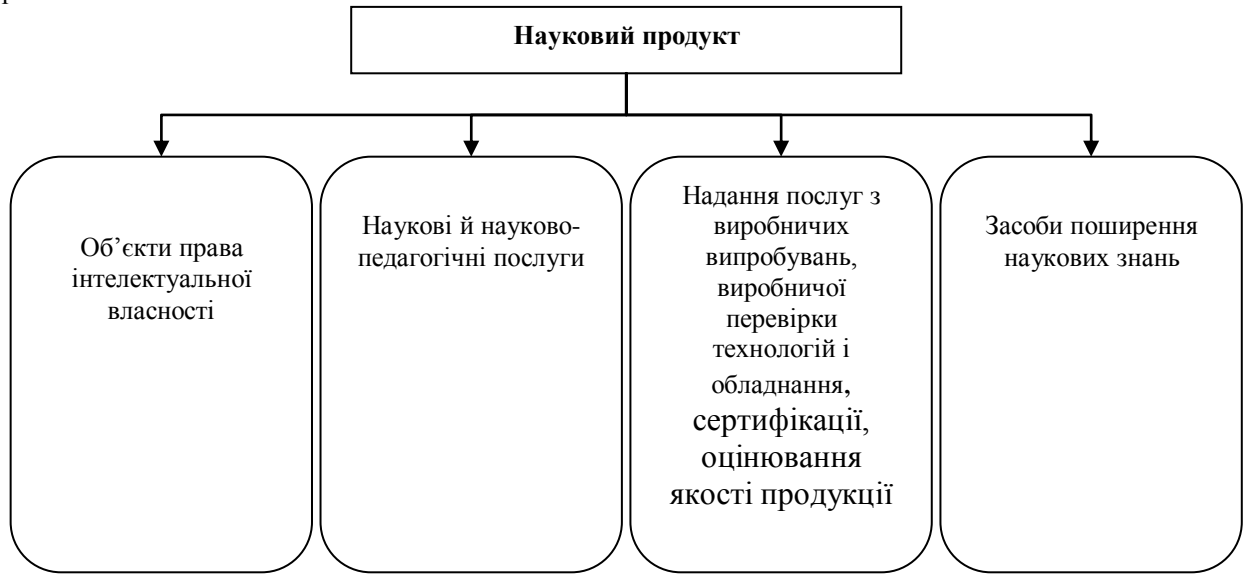 Науковий продукт
Об’єкти права
інтелектуальної
власності
Наукові й науково-
педагогічні послуги
Надання послуг з
виробничих
випробувань,
виробничої
перевірки
технологій і
обладнання,
сертифікації,
оцінювання
якості продукції
Засоби поширення
наукових знань